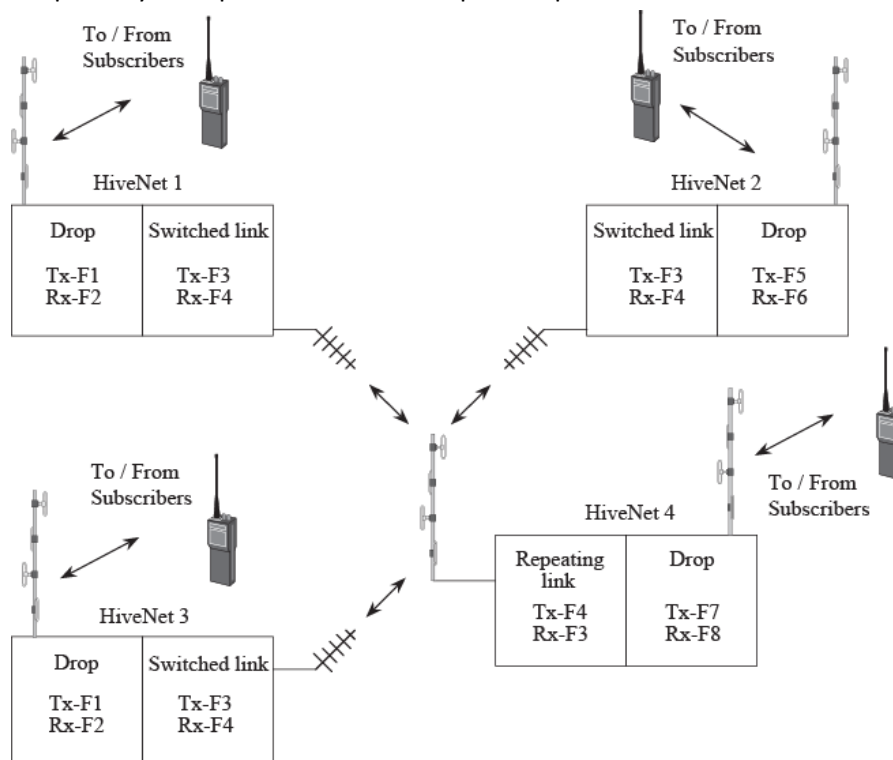 To / From
Subscribers
To / From
Subscribers
HiveNet 1
HiveNet 2
Drop
Tx-F1
Rx-F2
Switched link
Tx-F3
Rx-F4
Switched link
Tx-F3
Rx-F4
Drop
Tx-F5
Rx-F6
To / From
Subscribers
To / From
Subscribers
HiveNet 4
Repeating
link
Tx-F4
Rx-F3
Drop
Tx-F7
Rx-F8
HiveNet 3
Drop
Tx-F1
Rx-F2
Switched link
Tx-F3
Rx-F4